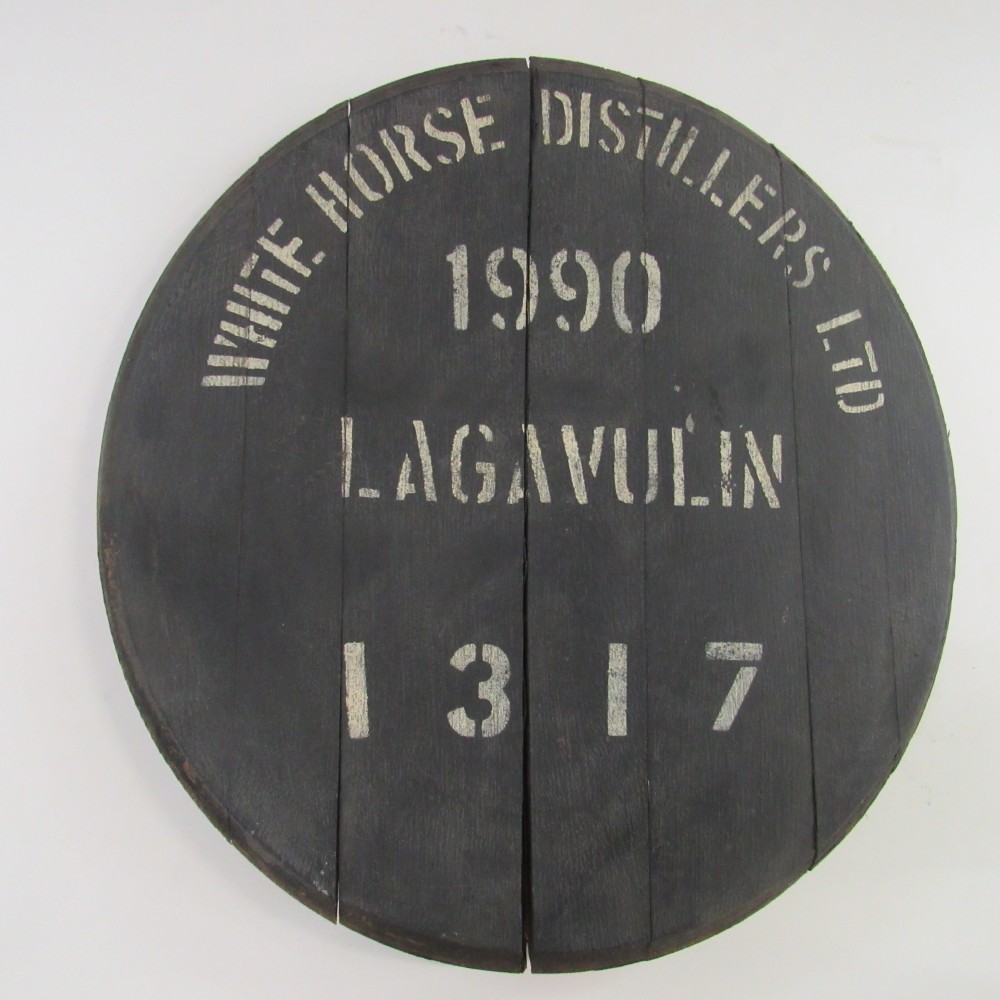 WHITE HORSE DISTILLERS LTD
1990
LAGAVULIN
1317